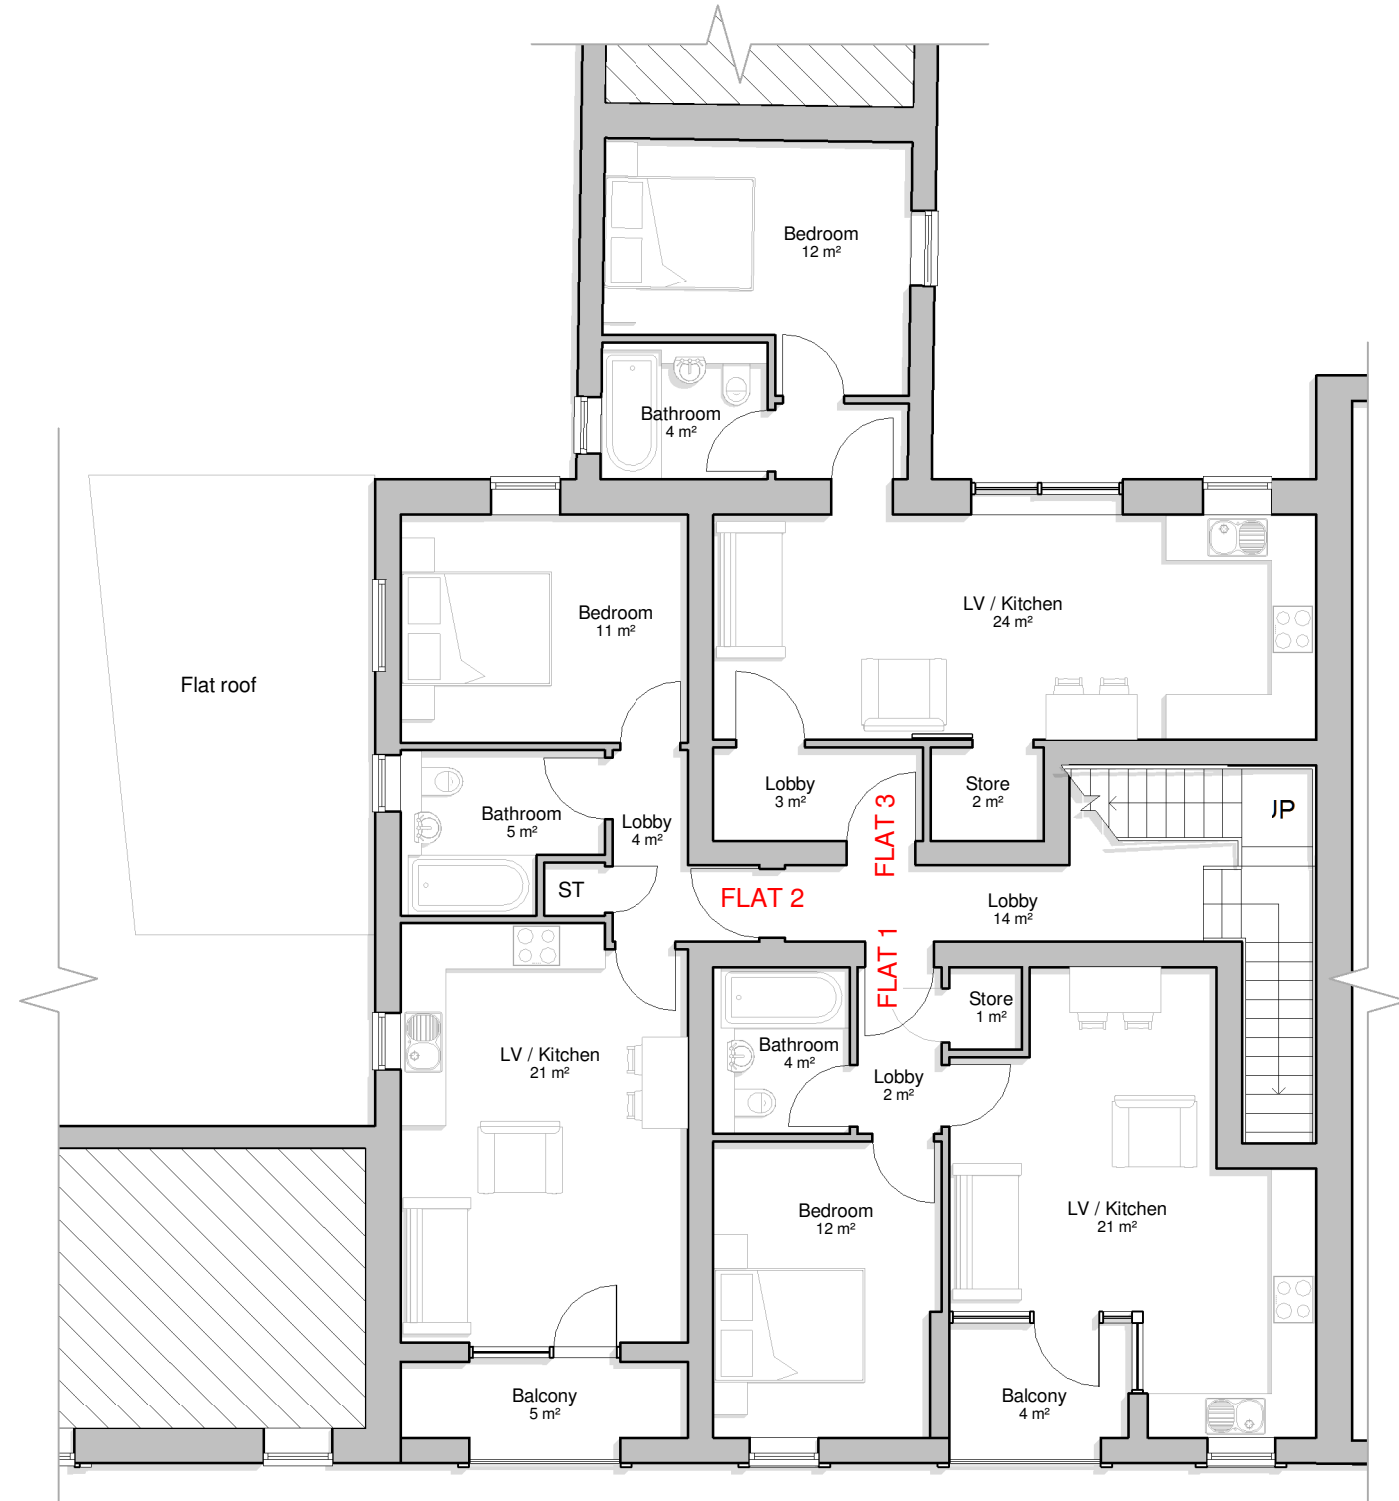 Bedroom
12 m²
Bathroom
4 m²
Bedroom
11 m²
LV / Kitchen
24 m²
Flat roof
Lobby
3 m²
Store
2 m²
UP
Bathroom
5 m²
Lobby
4 m²
FLAT 3
ST
FLAT 2
Lobby
14 m²
FLAT 1
Store
1 m²
Bathroom
4 m²
LV / Kitchen
21 m²
Lobby
2 m²
Bedroom
12 m²
LV / Kitchen
21 m²
Balcony
5 m²
Balcony
4 m²